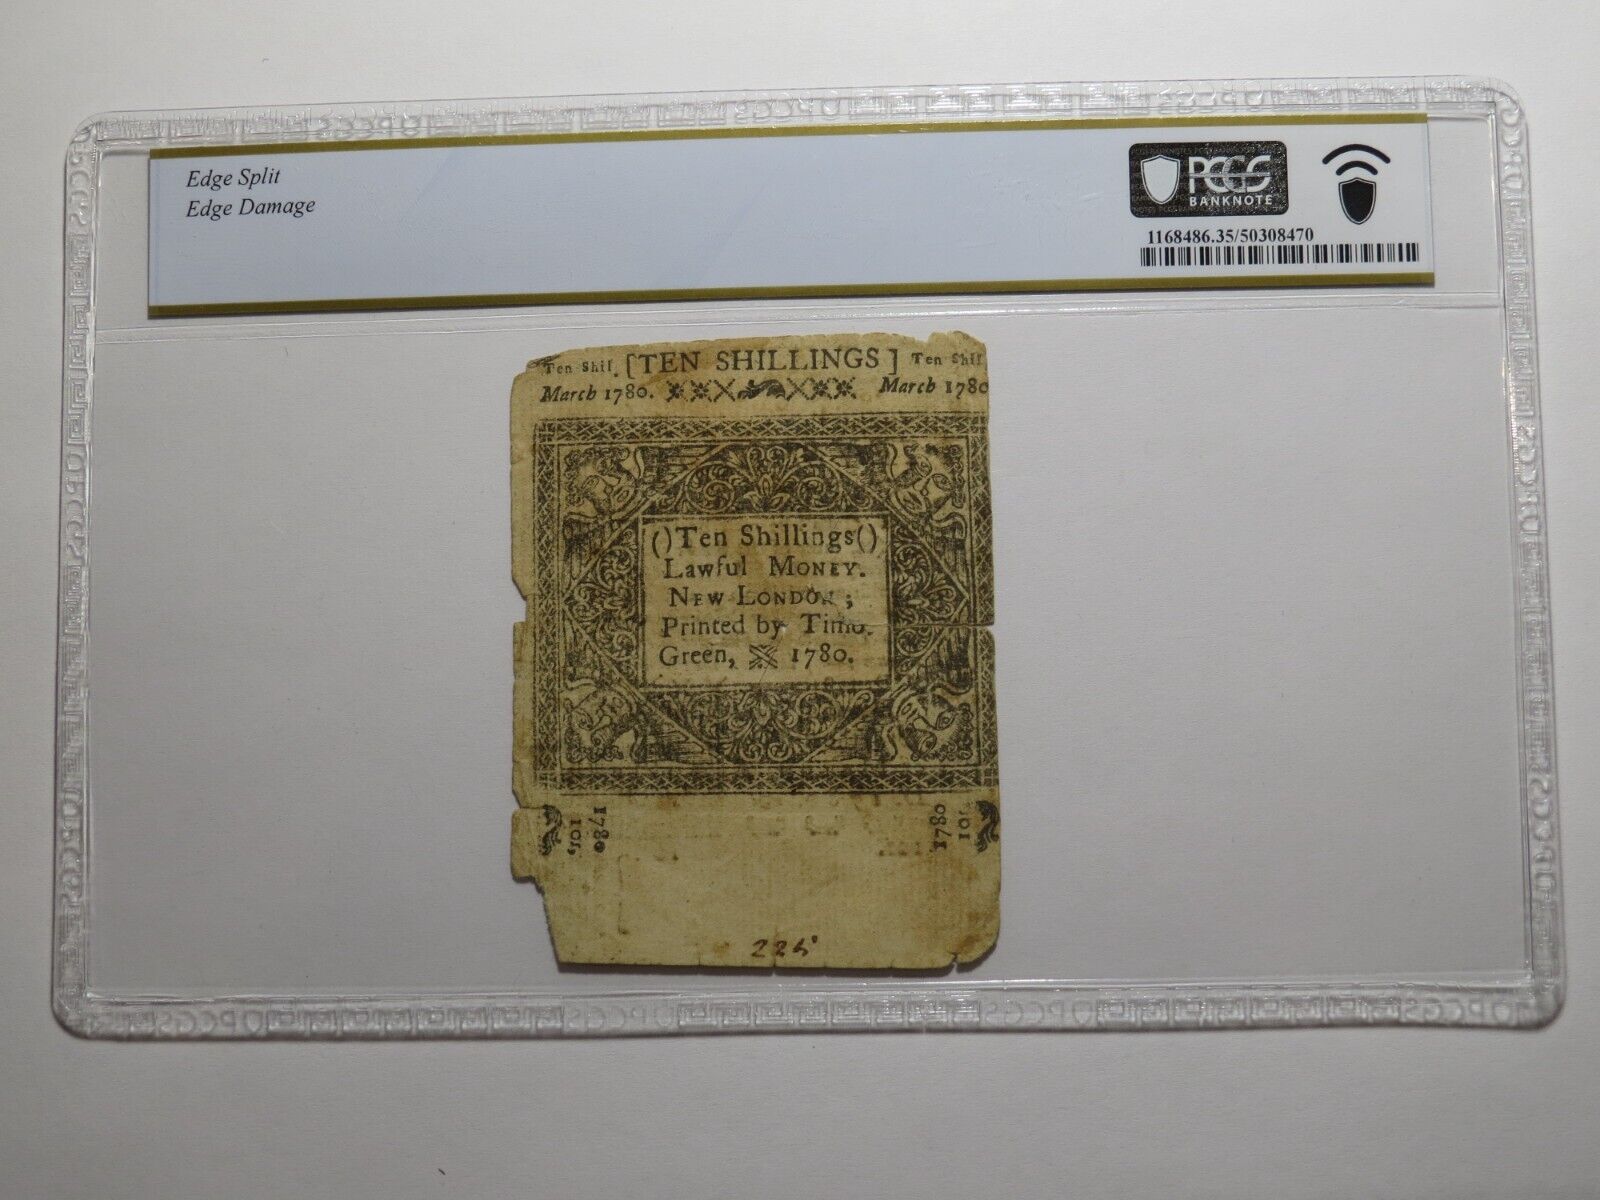 Edge Split
Edge Damage
PCGS
BANKNOTE
1168486.35/50308470
Ten Shil. [TEN SHILLINGS] Ten Shil
March 1780. March 1780
()Ten Shillings()
Lawful MONEY.
NEW LONDON;
Printed by Timo.
Green, 1780.
1780
10s,
1780
10s
225